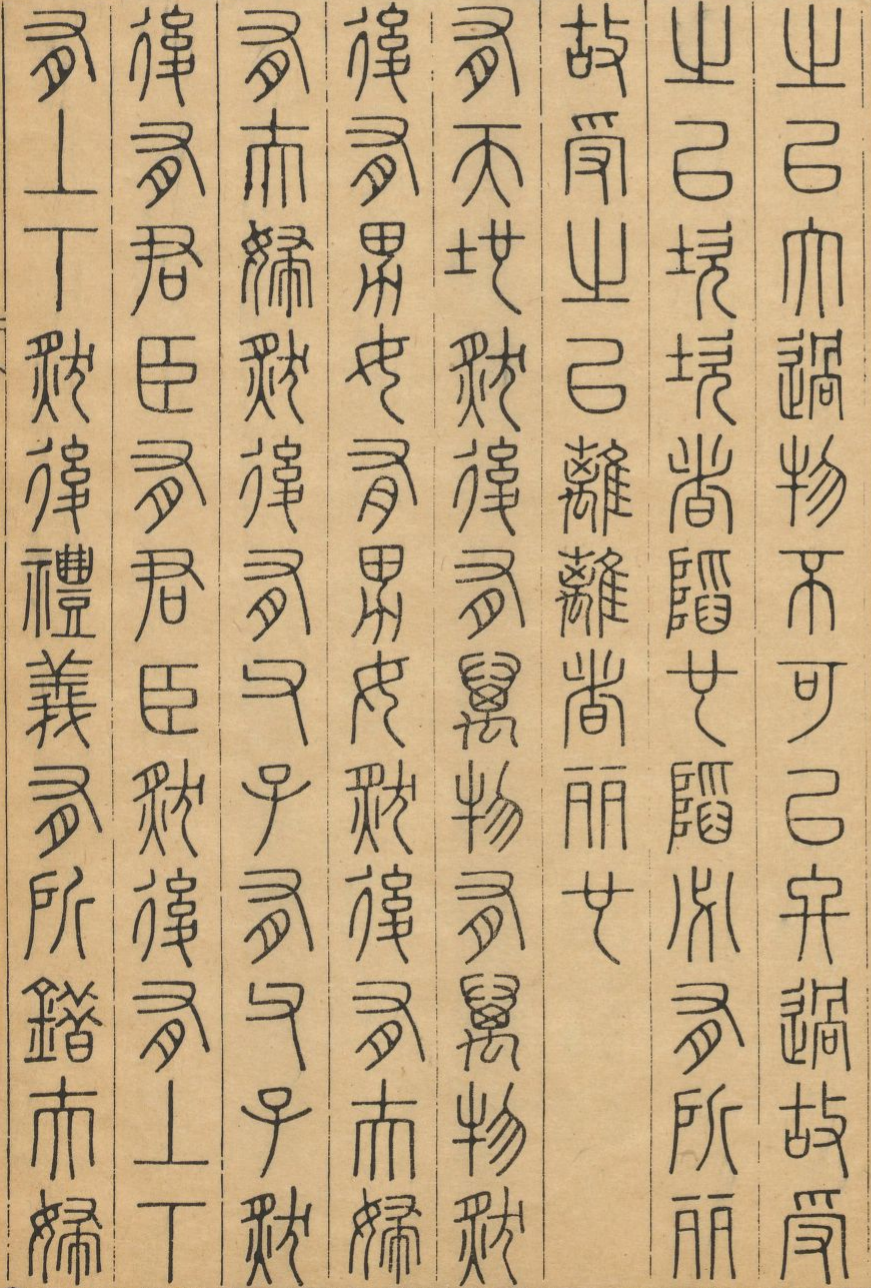 之以大過物不可以終過故受
之以坎坎者陷也陷必有所丽
故受之以離離者丽也
有天地然後有萬物有萬物然
後有男女有男女然後有夫婦
有夫婦然後有父子有父子然
後有君臣有君臣然後有上下
有上下然後禮義有所錯夫婦